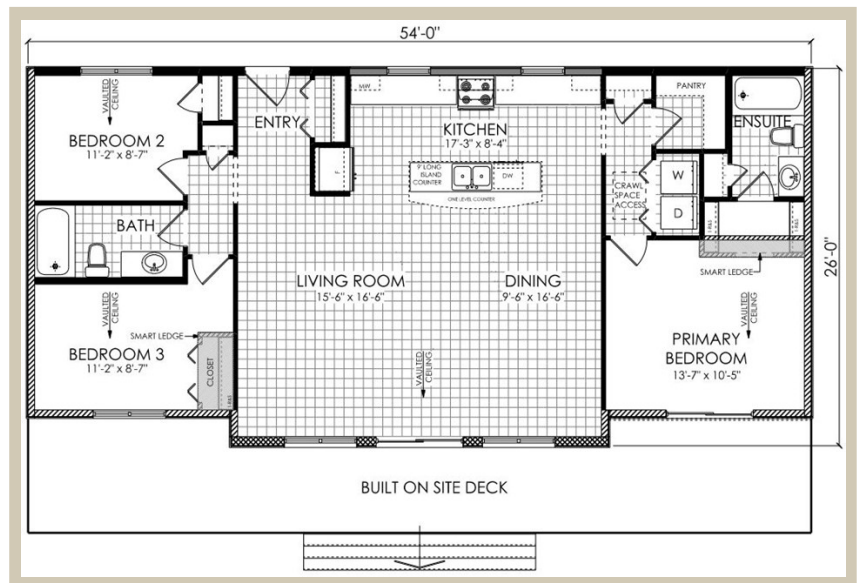 54'-0"
VAULTED
CEILING
BEDROOM 2
11'-2" x 8'-7"
ENTRY
MW
KITCHEN
17'-3" x 8'-4"
PANTRY
ENSUITE
F
9' LONG
ISLAND
COUNTER
DW
ONE LEVEL COUNTER
CRAWL
SPACE
ACCESS
W
D
BATH
1 R&S
1 R&S
SMART LEDGE
26'-0"
LIVING ROOM
15'-6" x 16'-6"
DINING
9'-6" x 16'-6"
VAULTED
CEILING
SMART LEDGE
BEDROOM 3
11'-2" x 8'-7"
CLOSET
1 R&S
VAULTED
CEILING
VAULTED
CEILING
PRIMARY
BEDROOM
13'-7" x 10'-5"
BUILT ON SITE DECK